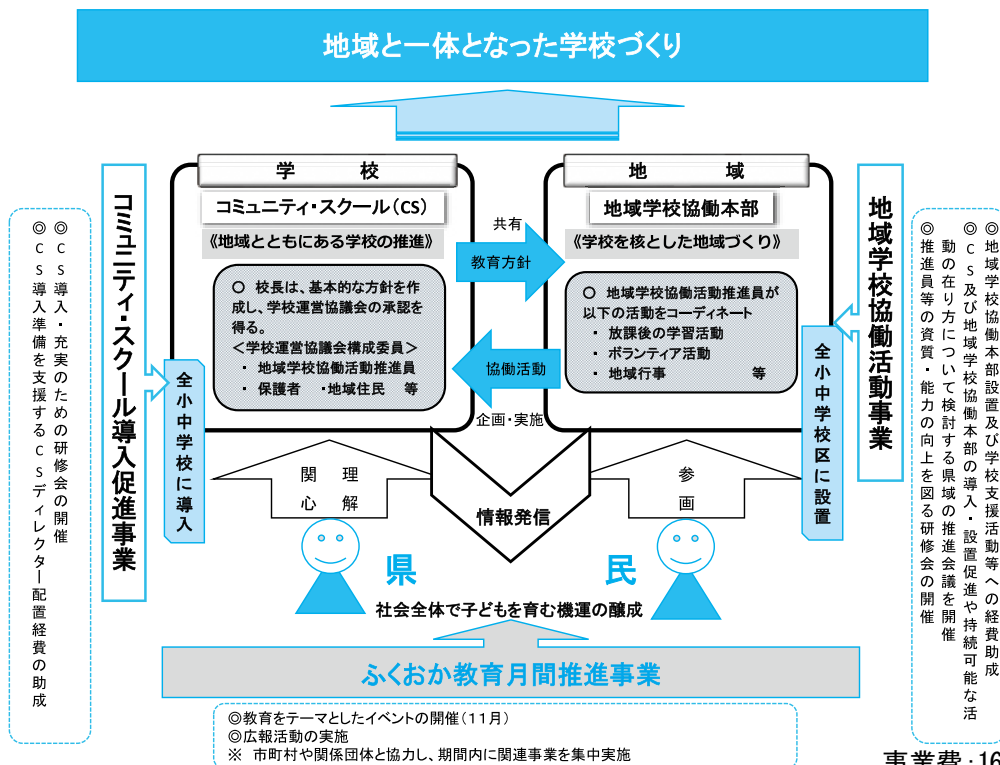 地域と一体となった学校づくり
学校
コミュニティ・スクール(CS)
《地域とともにある学校の推進》
○ 校長は、基本的な方針を作
成し、学校運営協議会の承認を
得る。
＜学校運営協議会構成委員＞
・ 地域学校協働活動推進員
・ 保護者 ・地域住民 等
共有
教育方針
協働活動
企画・実施
地域
地域学校協働本部
《学校を核とした地域づくり》
○ 地域学校協働活動推進員が
以下の活動をコーディネート
・ 放課後の学習活動
・ ボランティア活動
・ 地域行事 等
コミュニティ・スクール導入促進事業
◎ＣＳ導入・充実のための研修会の開催
◎ＣＳ導入準備を支援するＣＳディレクター配置経費の助成
全小中学校に導入
地域学校協働活動事業
◎地域学校協働本部設置及び学校支援活動等への経費助成
◎ＣＳ及び地域学校協働本部の導入・設置促進や持続可能な活
動の在り方について検討する県域の推進会議を開催
◎推進員等の資質・能力の向上を図る研修会の開催
全小中学校区に設置
関心
理解
情報発信
参画
県民
社会全体で子どもを育む機運の醸成
ふくおか教育月間推進事業
◎教育をテーマとしたイベントの開催(11月)
◎広報活動の実施
※ 市町村や関係団体と協力し、期間内に関連事業を集中実施
事業費:16